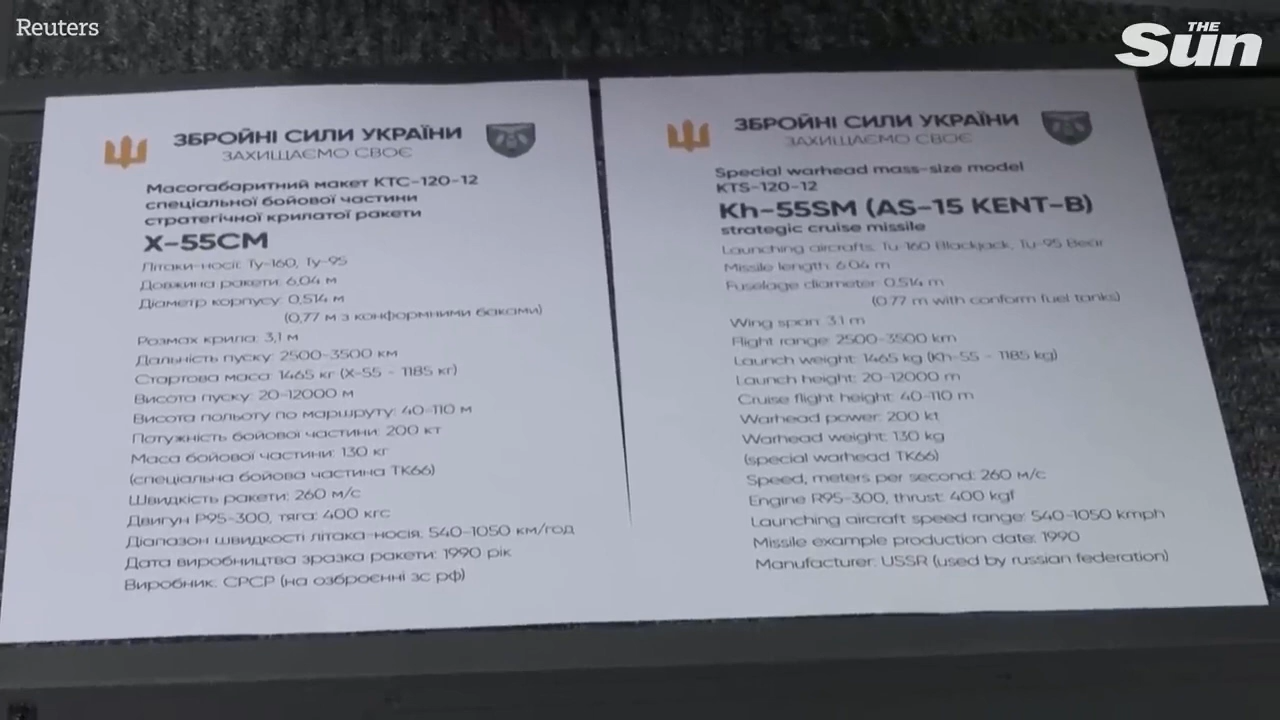 Reuters
THE
Sun
ЗБРОЙНІ СИЛИ УКРАЇНИ
ЗАХИЩАЄМО СВОЄ
Масогабаритний макет КТС-120-12
спеціальної бойової частини
стратегічної крилатої ракети
Х-55СМ
Літаки-носії: Ту-160, Ту-95
Довжина ракети: 6,04 м
Діаметр корпусу: 0,514 м
(0,77 м з конформними баками)
Розмах крила: 3,1 м
Дальність пуску: 2500-3500 км
Стартова маса: 1465 кг (Х-55 - 1185 кг)
Висота пуску: 20-12000 м
Висота польоту по маршруту: 40-110 м
Потужність бойової частини: 200 кт
Маса бойової частини: 130 кг
(спеціальна бойова частина ТК66)
Швидкість ракети: 260 м/с
Двигун Р95-300, тяга: 400 кгс
Діапазон швидкості літака-носія: 540-1050 км/год
Дата виробництва зразка ракети: 1990 рік
Виробник: СРСР (на озброєнні зс рф)
ЗБРОЙНІ СИЛИ УКРАЇНИ
ЗАХИЩАЄМО СВОЄ
Special warhead mass-size model
KTS-120-12
Kh-55SM (AS-15 KENT-B)
strategic cruise missile
Launching aircrafts: Tu-160 Blackjack, Tu-95 Bear
Missile length: 6.04 m
Fuselage diameter: 0.514 m
(0.77 m with conform fuel tanks)
Wing span: 3.1 m
Flight range: 2500-3500 km
Launch weight: 1465 kg (Kh-55 - 1185 kg)
Launch height: 20-12000 m
Cruise flight height: 40-110 m
Warhead power: 200 kt
Warhead weight: 130 kg
(special warhead TK66)
Speed, meters per second: 260 м/с
Engine R95-300, thrust: 400 kgf
Launching aircraft speed range: 540-1050 kmph
Missile example production date: 1990
Manufacturer: USSR (used by russian federation)